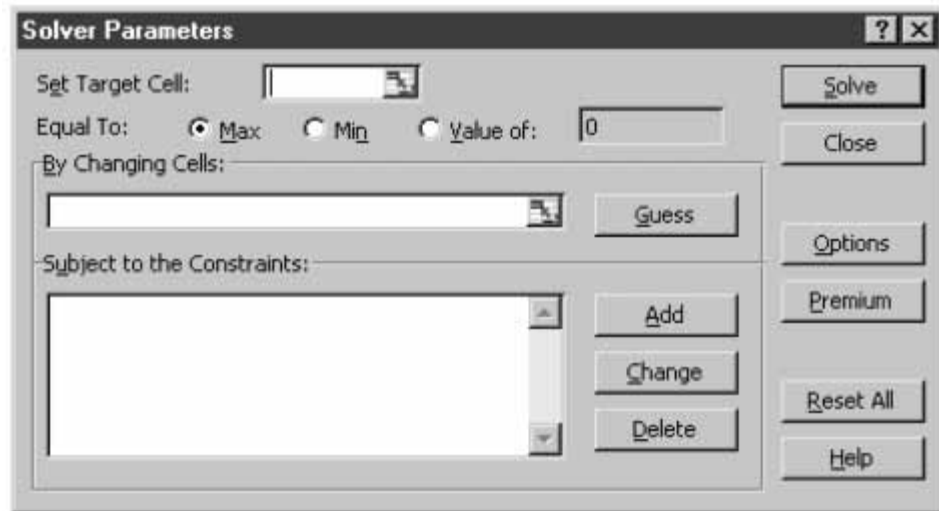 Solver Parameters ? ×
Set Target Cell: Solve
Equal To: Max Min Value of: 0
Close
By Changing Cells:
Guess
Options
Subject to the Constraints:
Premium
Add
Change
Reset All
Delete
Help